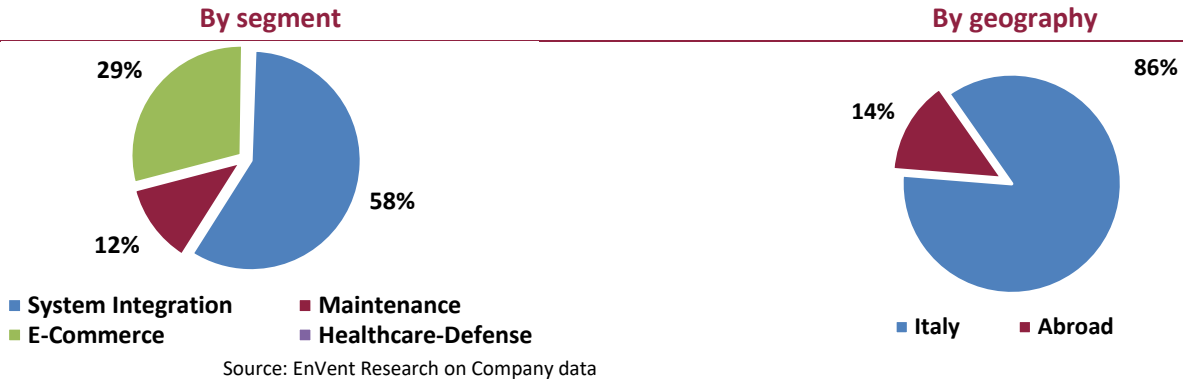 By segment
29%
58%
12%
System Integration Maintenance
E-Commerce Healthcare-Defense
Source: EnVent Research on Company data
By geography
86%
14%
Italy Abroad